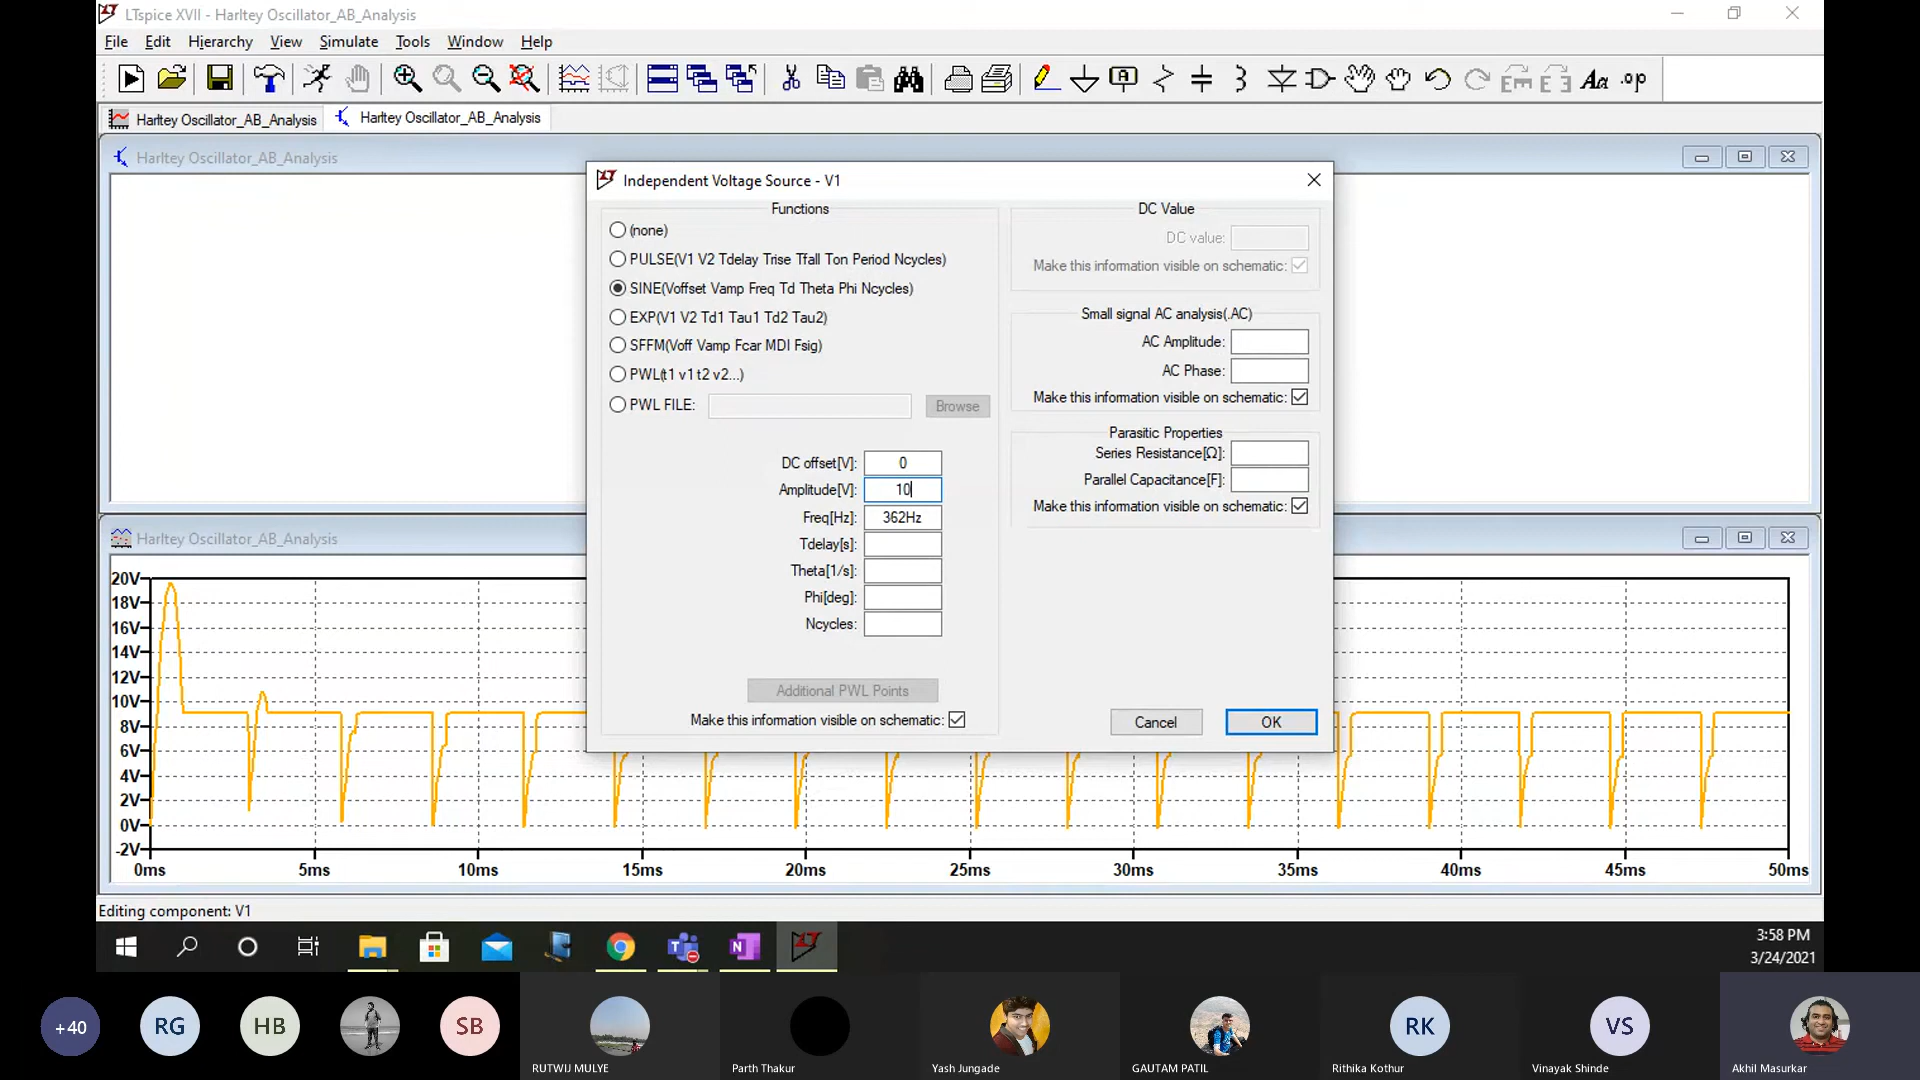 LTspice XVII - Harltey Oscillator_AB_Analysis
File Edit Hierarchy View Simulate Tools Window Help
Harltey Oscillator_AB_Analysis Harltey Oscillator_AB_Analysis
Harltey Oscillator_AB_Analysis
Independent Voltage Source - V1
Functions
(none)
PULSE(V1 V2 Tdelay Trise Tfall Ton Period Ncycles)
SINE(Voffset Vamp Freq Td Theta Phi Ncycles)
EXP(V1 V2 Td1 Tau1 Td2 Tau2)
SFFM(Voff Vamp Fcar MDI Fsig)
PWL(t1 v1 t2 v2...)
PWL FILE: Browse
DC offset[V]: 0
Amplitude[V]: 10
Freq[Hz]: 362Hz
Tdelay[s]:
Theta[1/s]:
Phi[deg]:
Ncycles:
Additional PWL Points
Make this information visible on schematic:
DC Value
DC value:
Make this information visible on schematic:
Small signal AC analysis(.AC)
AC Amplitude:
AC Phase:
Make this information visible on schematic:
Parasitic Properties
Series Resistance[Ω]:
Parallel Capacitance[F]:
Make this information visible on schematic:
Cancel OK
Harltey Oscillator_AB_Analysis
20V
18V
16V
14V
12V
10V
8V
6V
4V
2V
0V
-2V
0ms 5ms 10ms 15ms 20ms 25ms 30ms 35ms 40ms 45ms 50ms
Editing component: V1
3:58 PM
3/24/2021
+40 RG HB SB RK VS
RUTWIJ MULYE Parth Thakur Yash Jungade GAUTAM PATIL Rithika Kothur Vinayak Shinde Akhil Masurkar